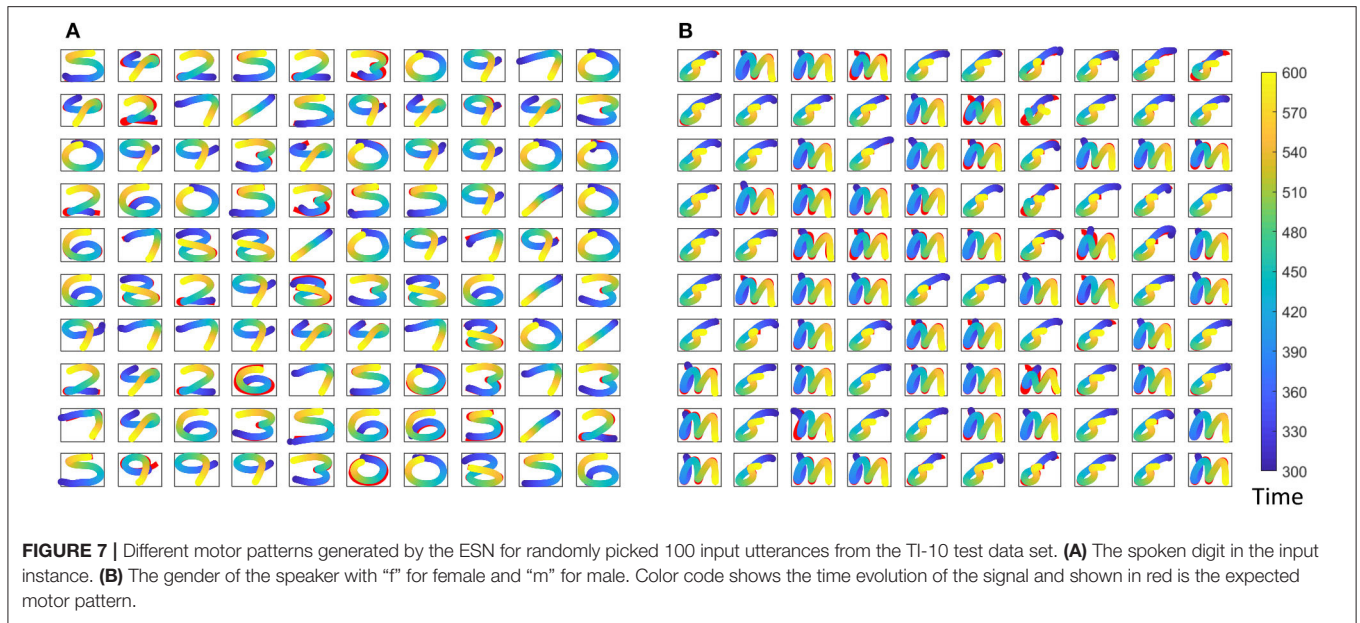 A
B
600
570
540
510
480
450
420
390
360
330
300
Time
FIGURE 7 | Different motor patterns generated by the ESN for randomly picked 100 input utterances from the TI-10 test data set. (A) The spoken digit in the input
instance. (B) The gender of the speaker with “f” for female and “m” for male. Color code shows the time evolution of the signal and shown in red is the expected
motor pattern.